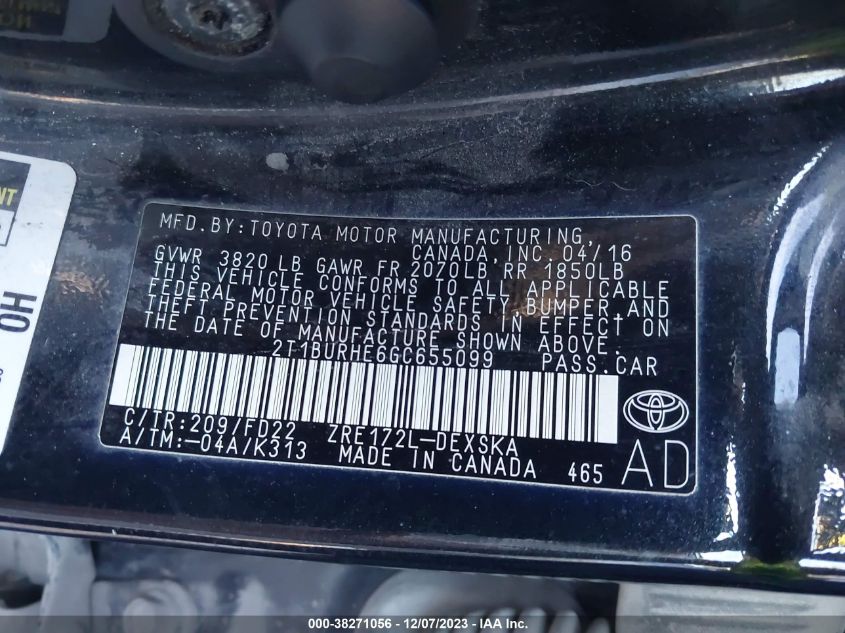 MFD. BY: TOYOTA MOTOR MANUFACTURING,
CANADA, INC. 04/16
GVWR 3820 LB GAWR FR 2070LB, RR 1850LB
THIS VEHICLE CONFORMS TO ALL APPLICABLE
FEDERAL MOTOR VEHICLE SAFETY, BUMPER, AND
THEFT PREVENTION STANDARDS IN EFFECT ON
THE DATE OF MANUFACTURE SHOWN ABOVE.
2T1BURHE6GC655099 PASS. CAR
C/TR: 209/FD22 ZRE172L-DEXSKA
A/TM: -04A/K313 MADE IN CANADA 465
AD
HO
000-38271056 - 12/07/2023 - IAA Inc.